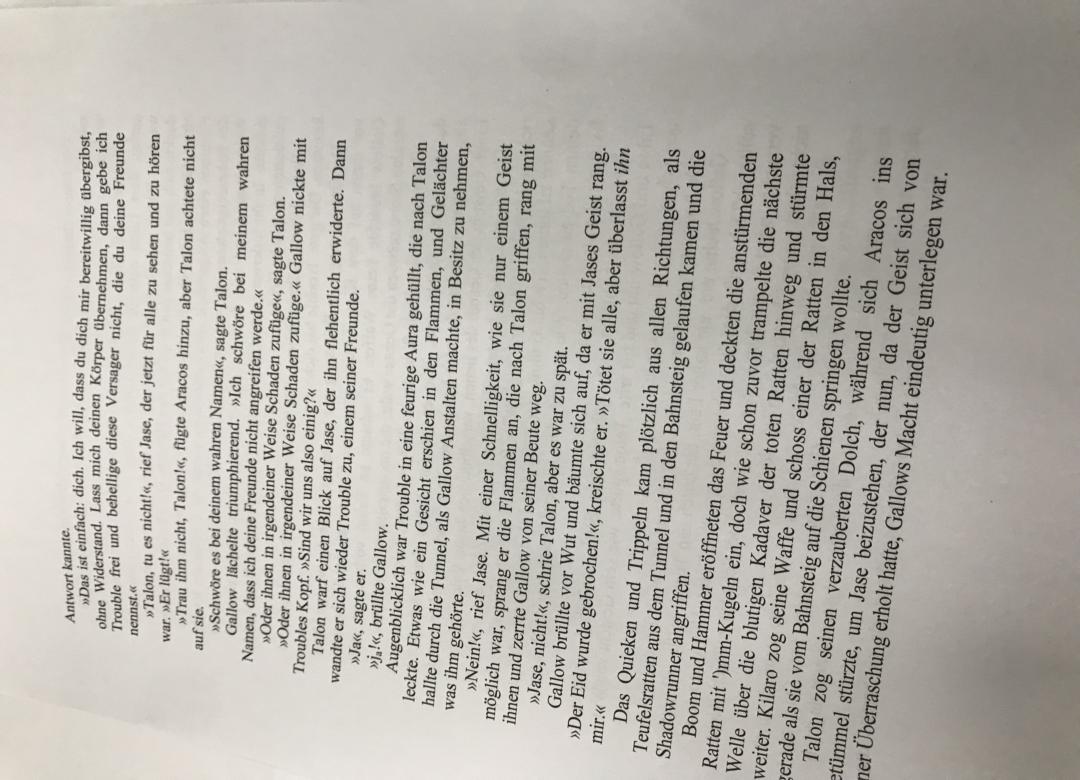 Antwort kannte.
»Das ist einfach: dich. Ich will, dass du dich mir bereitwillig übergibst,
ohne Widerstand. Lass mich deinen Körper übernehmen, dann gebe ich
Trouble frei und behellige diese Versager nicht, die du deine Freunde
nennst.“
»Talon, tu es nicht!«, rief Jase, der jetzt für alle zu sehen und zu hören
war. »Er lügt!«
»Trau ihm nicht, Talon!«, fügte Aracos hinzu, aber Talon achtete nicht
auf sie.
»Schwöre es bei deinem wahren Namen«, sagte Talon.
Gallow lächelte triumphierend. »Ich schwöre bei meinem wahren
Namen, dass ich deine Freunde nicht angreifen werde.«
»Oder ihnen in irgendeiner Weise Schaden zufüge«, sagte Talon.
»Oder ihnen in irgendeiner Weise Schaden zufüge.« Gallow nickte mit
Troubles Kopf. »Sind wir uns also einig?«
Talon warf einen Blick auf Jase, der ihn flehentlich erwiderte. Dann
wandte er sich wieder Trouble zu, einem seiner Freunde.
»Ja«, sagte er.
»ja!«, brüllte Gallow.
Augenblicklich war Trouble in eine feurige Aura gehüllt, die nach Talon
leckte. Etwas wie ein Gesicht erschien in den Flammen, und Gelächter
hallte durch die Tunnel, als Gallow Anstalten machte, in Besitz zu nehmen,
was ihm gehörte.
»Nein!«, rief Jase. Mit einer Schnelligkeit, wie sie nur einem Geist
möglich war, sprang er die Flammen an, die nach Talon griffen, rang mit
ihnen und zerrte Gallow von seiner Beute weg.
»Jase, nicht!«, schrie Talon, aber es war zu spät.
Gallow brüllte vor Wut und bäumte sich auf, da er mit Jases Geist rang.
»Der Eid wurde gebrochen!«, kreischte er. »Tötet sie alle, aber überlasst ihn
mir.«
Das Quieken und Trippeln kam plötzlich aus allen Richtungen, als
Teufelsratten aus dem Tunnel und in den Bahnsteig gelaufen kamen und die
Shadowrunner angriffen.
Boom und Hammer eröffneten das Feuer und deckten die anstürmenden
Ratten mit ')mm-Kugeln ein, doch wie schon zuvor trampelte die nächste
Welle über die blutigen Kadaver der toten Ratten hinweg und stürmte
weiter. Kilaro zog seine Waffe und schoss einer der Ratten in den Hals,
gerade als sie vom Bahnsteig auf die Schienen springen wollte.
Talon zog seinen verzauberten Dolch, während sich Aracos ins
etümmel stürzte, um Jase beizustehen, der nun, da der Geist sich von
ner Überraschung erholt hatte, Gallows Macht eindeutig unterlegen war.